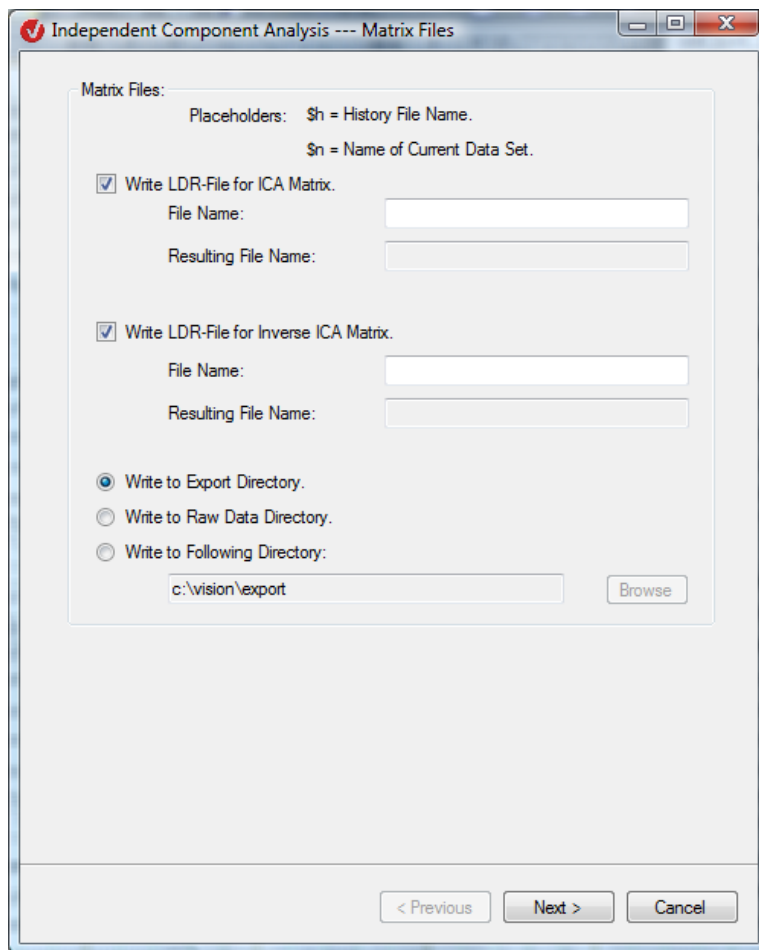 Independent Component Analysis --- Matrix Files
Matrix Files:
Placeholders: $h = History File Name.
$n = Name of Current Data Set.
Write LDR-File for ICA Matrix.
File Name:
Resulting File Name:
Write LDR-File for Inverse ICA Matrix.
File Name:
Resulting File Name:
Write to Export Directory.
Write to Raw Data Directory.
Write to Following Directory:
c:\vision\export Browse
< Previous Next > Cancel